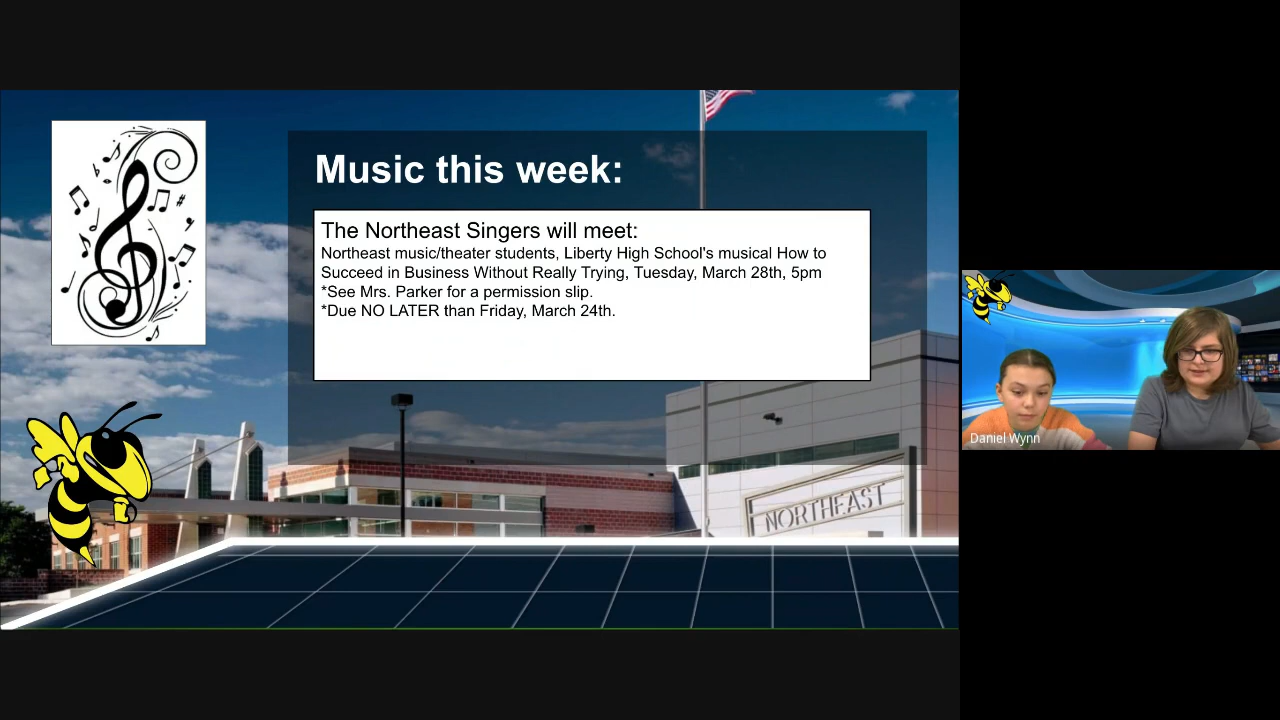 Music this week:
The Northeast Singers will meet:
Northeast music/theater students, Liberty High School's musical How to
Succeed in Business Without Really Trying, Tuesday, March 28th, 5pm
*See Mrs. Parker for a permission slip.
*Due NO LATER than Friday, March 24th.
NORTHEAST
Daniel Wynn